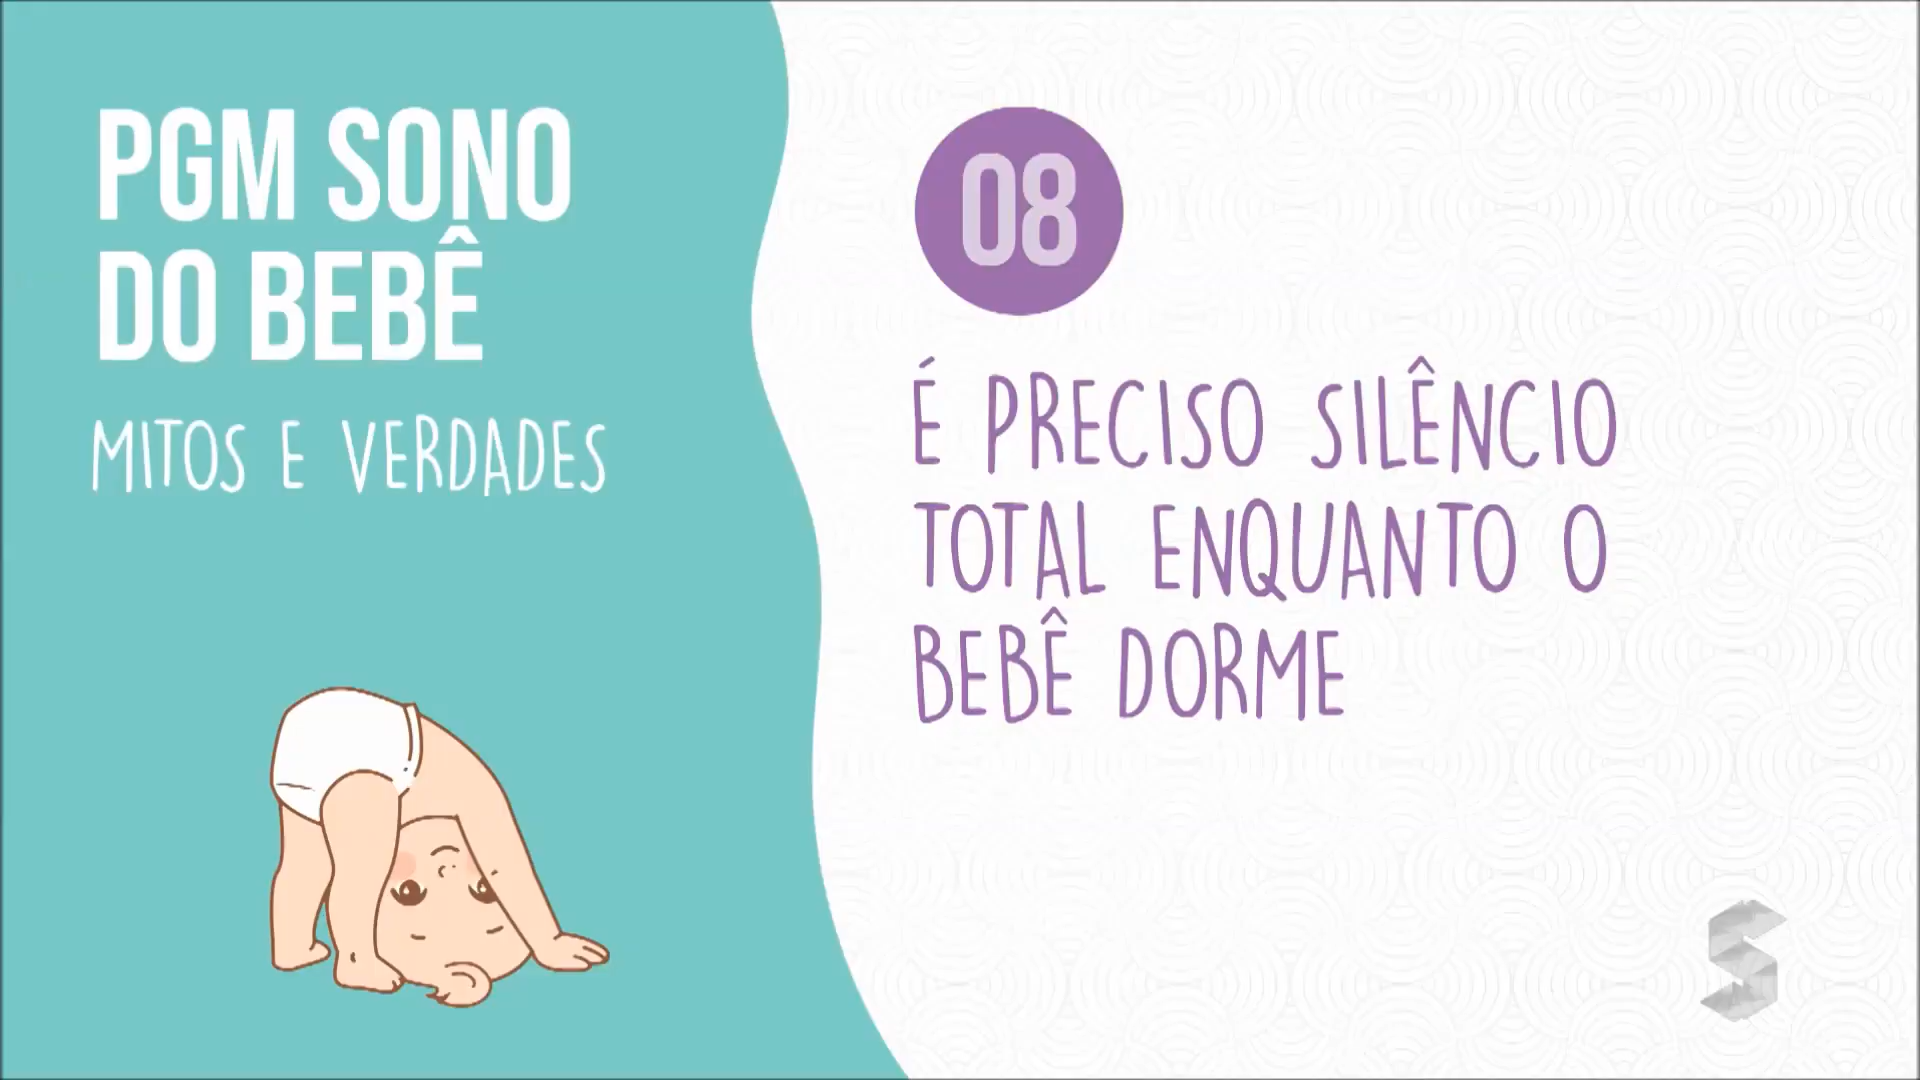 PGM SONO
DO BEBÊ
MITOS E VERDADES
08
É PRECISO SILÊNCIO
TOTAL ENQUANTO O
BEBÊ DORME
S